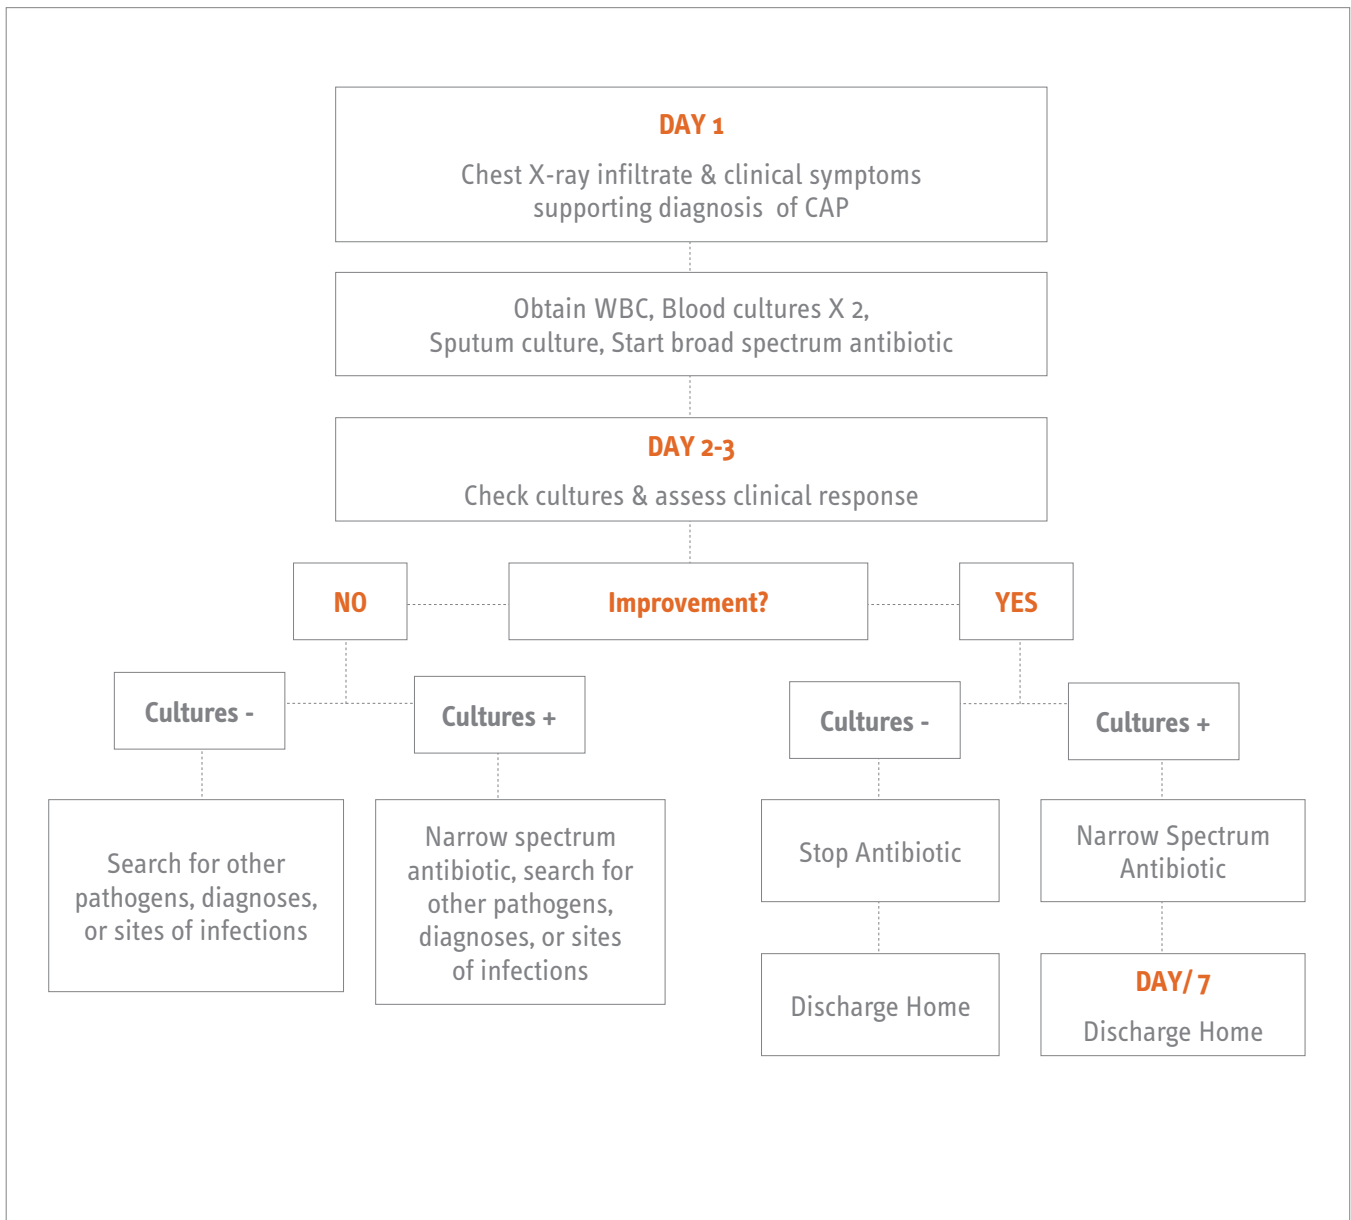 DAY 1
Chest X-ray infiltrate & clinical symptoms
supporting diagnosis of CAP
Obtain WBC, Blood cultures X 2,
Sputum culture, Start broad spectrum antibiotic
DAY 2-3
Check cultures & assess clinical response
NO
Improvement?
YES
Cultures -
Cultures +
Cultures -
Cultures +
Search for other
pathogens, diagnoses,
or sites of infections
Narrow spectrum
antibiotic, search for
other pathogens,
diagnoses, or sites
of infections
Stop Antibiotic
Narrow Spectrum
Antibiotic
Discharge Home
DAY/ 7
Discharge Home